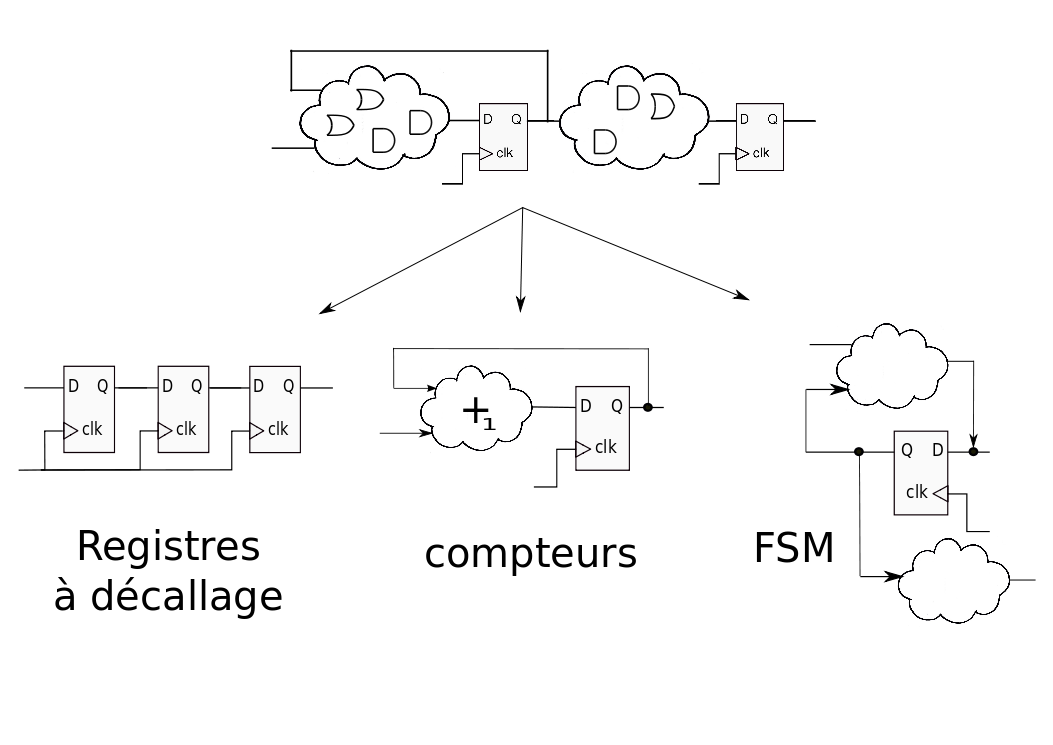 D Q
clk
D Q
clk
D Q
clk
D Q
clk
D Q
clk
+1
D Q
clk
Q D
clk
Registres
à décallage
compteurs
FSM